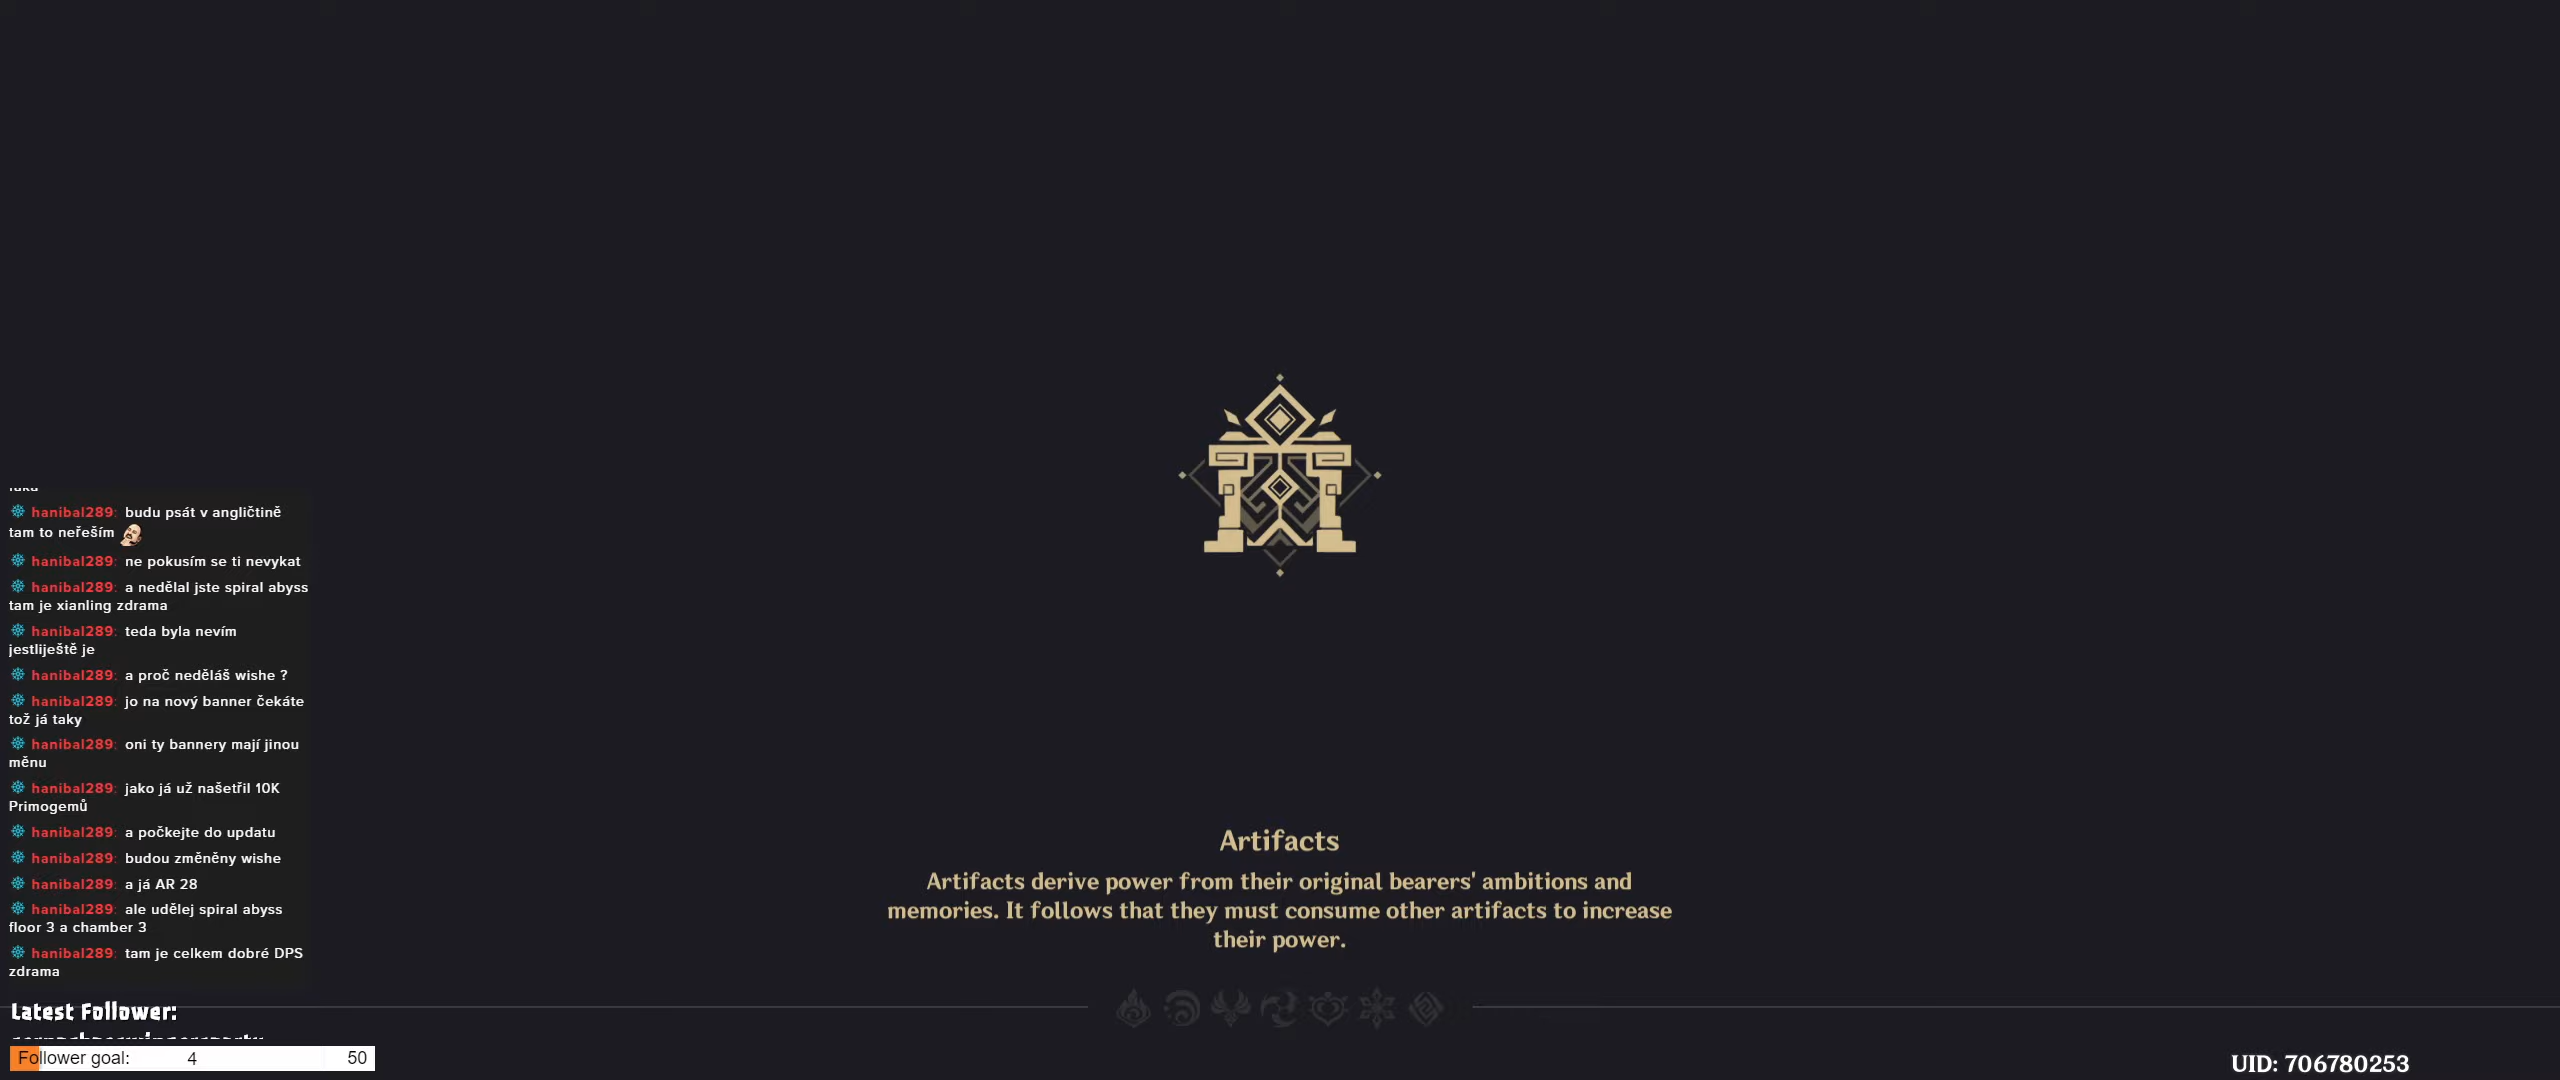 hanibal289: budu psát v angličtině
tam to neřeším
hanibal289: ne pokusím se ti nevykat
hanibal289: a nedělal jste spiral abyss
tam je xianling zdrama
hanibal289: teda byla nevím
jestliještě je
hanibal289: a proč neděláš wishe ?
hanibal289: jo na nový banner čekáte
tož já taky
hanibal289: oni ty bannery mají jinou
měnu
hanibal289: jako já už našetřil 10K
Primogemů
hanibal289: a počkejte do updatu
hanibal289: budou změněny wishe
hanibal289: a já AR 28
hanibal289: ale udělej spiral abyss
floor 3 a chamber 3
hanibal289: tam je celkem dobré DPS
zdrama
Latest Follower:
Follower goal: 4 50
Artifacts
Artifacts derive power from their original bearers' ambitions and
memories. It follows that they must consume other artifacts to increase
their power.
UID: 706780253